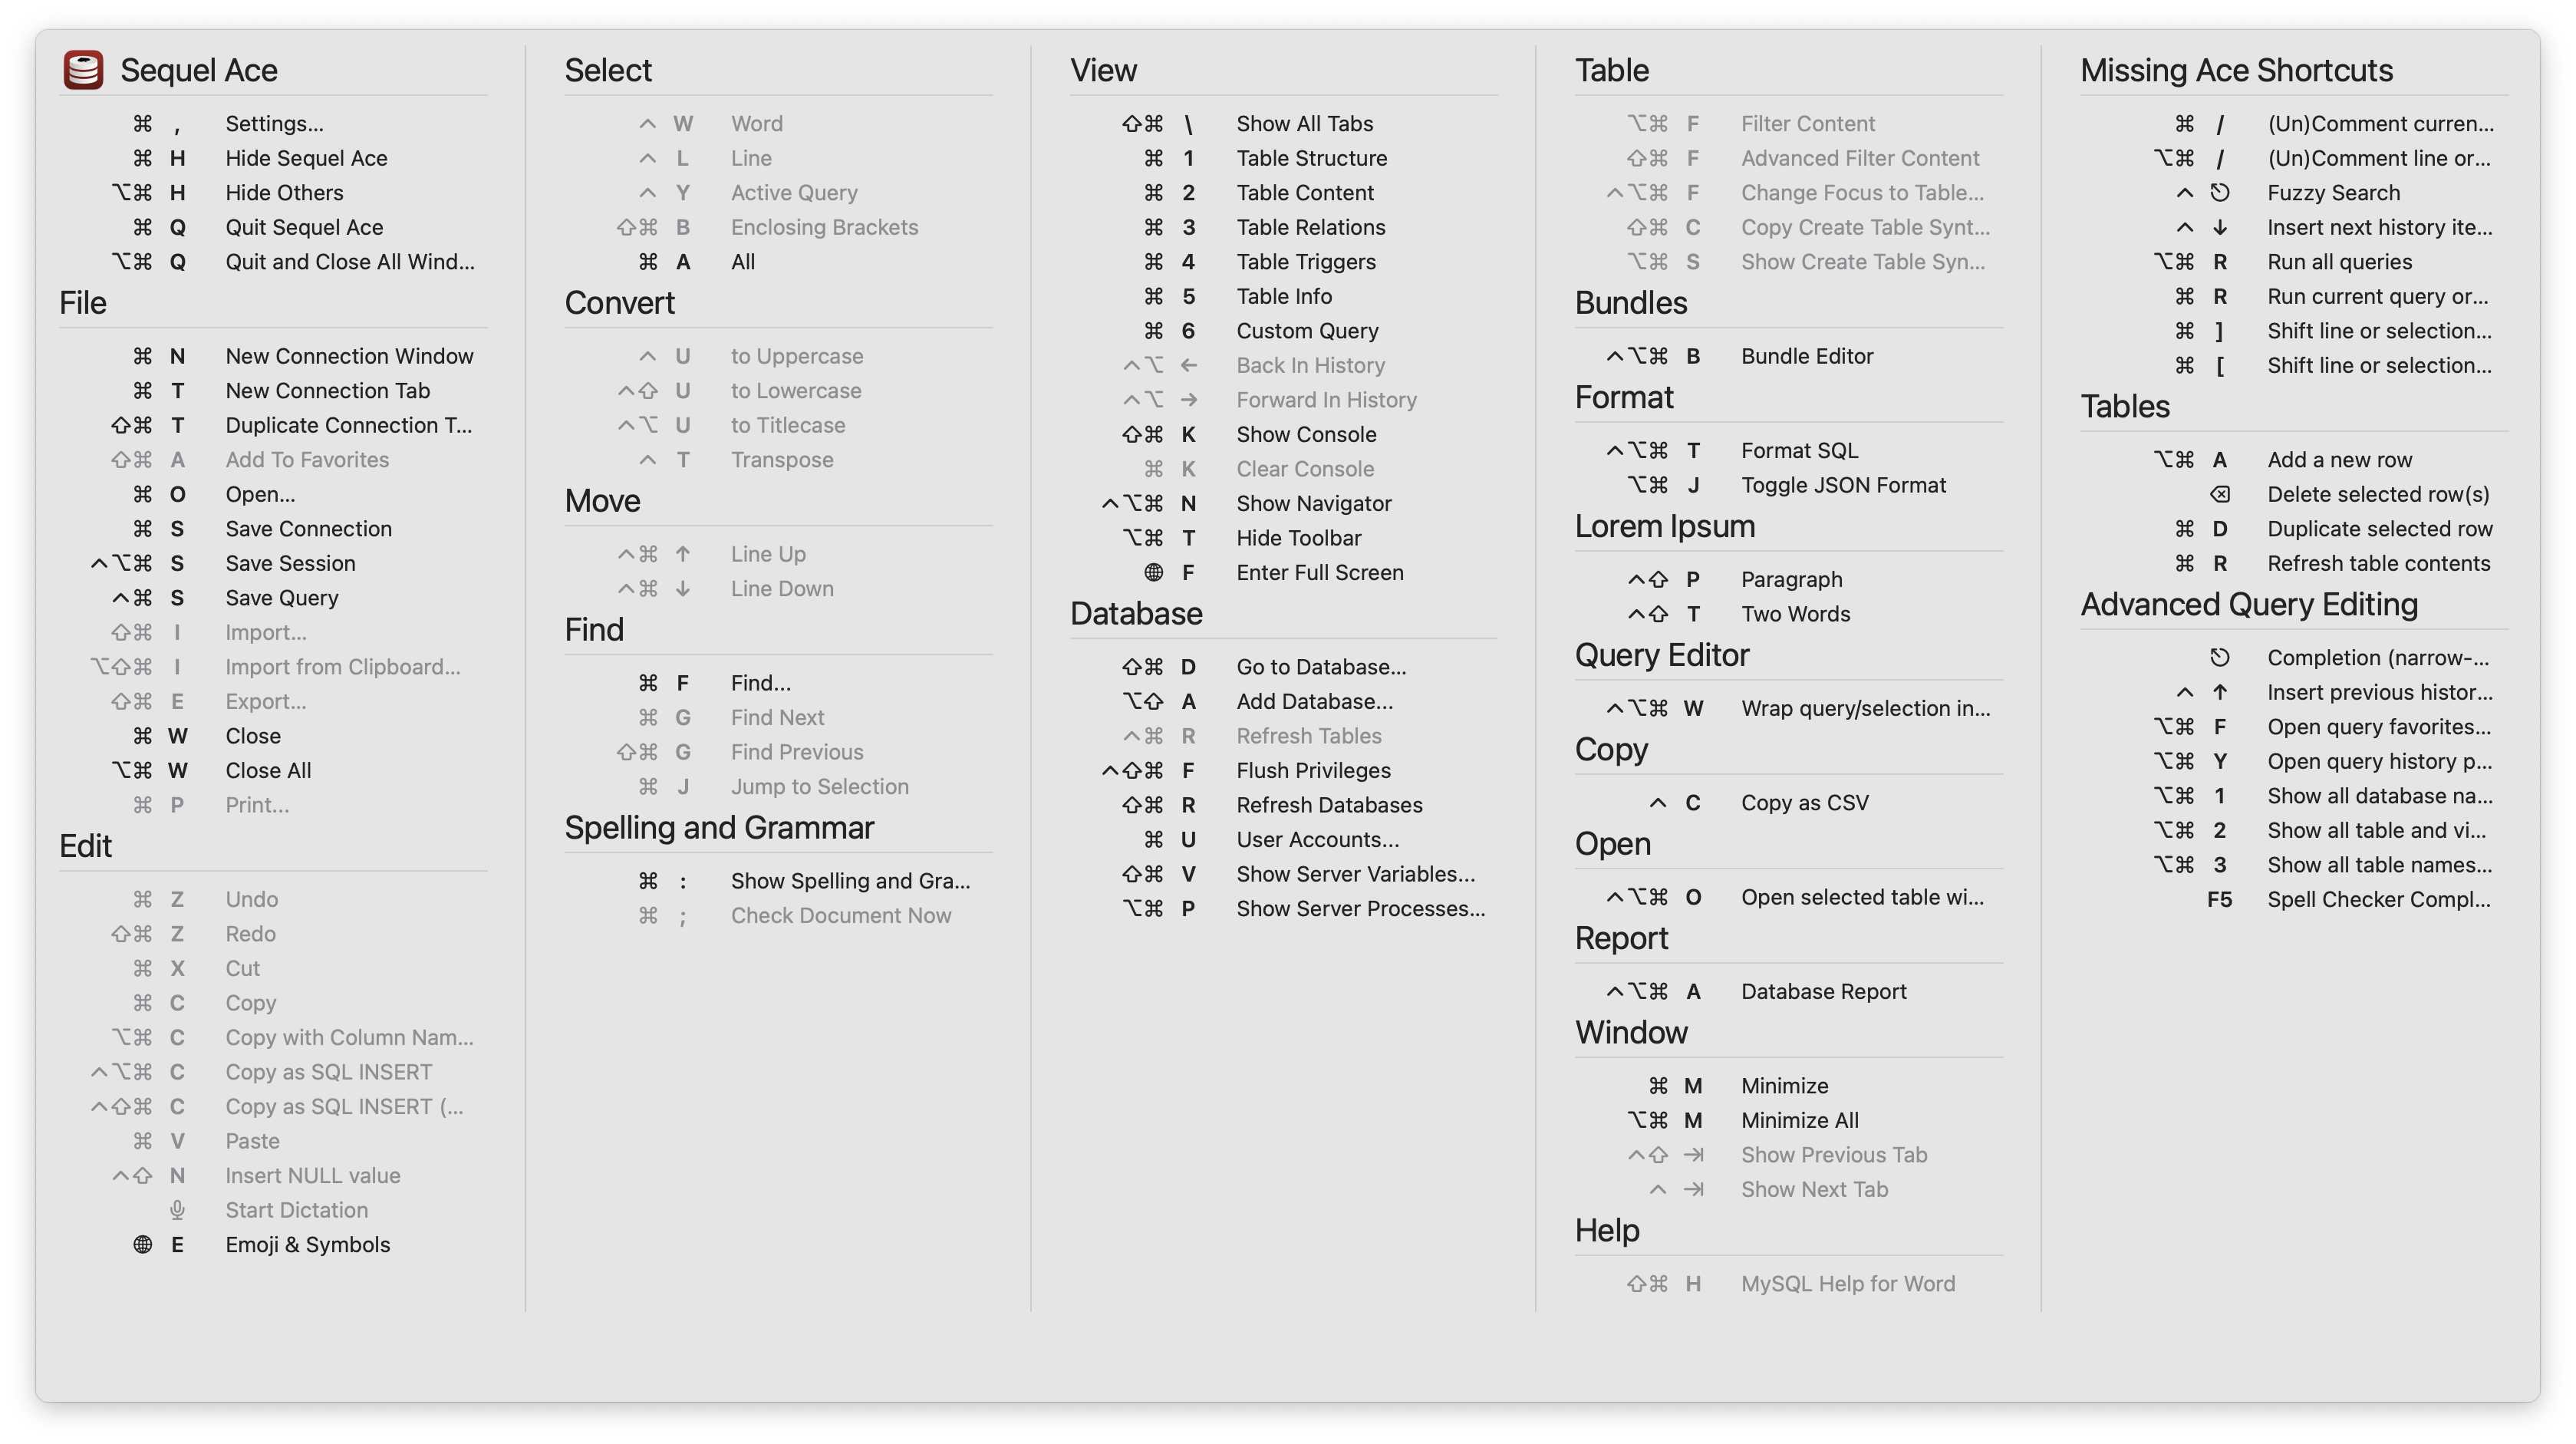 Sequel Ace
⌘ , Settings...
⌘ H Hide Sequel Ace
⌥⌘ H Hide Others
⌘ Q Quit Sequel Ace
⌥⌘ Q Quit and Close All Wind...
File
⌘ N New Connection Window
⌘ T New Connection Tab
⇧⌘ T Duplicate Connection T...
⇧⌘ A Add To Favorites
⌘ O Open...
⌘ S Save Connection
^⌥⌘ S Save Session
^⌘ S Save Query
⇧⌘ I Import...
⌥⇧⌘ I Import from Clipboard...
⇧⌘ E Export...
⌘ W Close
⌥⌘ W Close All
⌘ P Print...
Edit
⌘ Z Undo
⇧⌘ Z Redo
⌘ X Cut
⌘ C Copy
⌥⌘ C Copy with Column Nam...
^⌥⌘ C Copy as SQL INSERT
^⇧⌘ C Copy as SQL INSERT (...
⌘ V Paste
^⇧ N Insert NULL value
Start Dictation
🌐 E Emoji & Symbols
Select
^ W Word
^ L Line
^ Y Active Query
⇧⌘ B Enclosing Brackets
⌘ A All
Convert
^ U to Uppercase
^⇧ U to Lowercase
^⌥ U to Titlecase
^ T Transpose
Move
^⌘ ↑ Line Up
^⌘ ↓ Line Down
Find
⌘ F Find...
⌘ G Find Next
⇧⌘ G Find Previous
⌘ J Jump to Selection
Spelling and Grammar
⌘ : Show Spelling and Gra...
⌘ ; Check Document Now
View
⇧⌘ \ Show All Tabs
⌘ 1 Table Structure
⌘ 2 Table Content
⌘ 3 Table Relations
⌘ 4 Table Triggers
⌘ 5 Table Info
⌘ 6 Custom Query
^⌥ ← Back In History
^⌥ → Forward In History
⇧⌘ K Show Console
⌘ K Clear Console
^⌥⌘ N Show Navigator
⌥⌘ T Hide Toolbar
🌐 F Enter Full Screen
Database
⇧⌘ D Go to Database...
⌥⇧ A Add Database...
^⌘ R Refresh Tables
^⇧⌘ F Flush Privileges
⇧⌘ R Refresh Databases
⌘ U User Accounts...
⇧⌘ V Show Server Variables...
⌥⌘ P Show Server Processes...
Table
⌥⌘ F Filter Content
⇧⌘ F Advanced Filter Content
^⌥⌘ F Change Focus to Table...
⇧⌘ C Copy Create Table Synt...
⌥⌘ S Show Create Table Syn...
Bundles
^⌥⌘ B Bundle Editor
Format
^⌥⌘ T Format SQL
⌥⌘ J Toggle JSON Format
Lorem Ipsum
^⇧ P Paragraph
^⇧ T Two Words
Query Editor
^⌥⌘ W Wrap query/selection in...
Copy
^ C Copy as CSV
Open
^⌥⌘ O Open selected table wi...
Report
^⌥⌘ A Database Report
Window
⌘ M Minimize
⌥⌘ M Minimize All
^⇧ ⇥ Show Previous Tab
^ ⇥ Show Next Tab
Help
⇧⌘ H MySQL Help for Word
Missing Ace Shortcuts
⌘ / (Un)Comment curren...
⌥⌘ / (Un)Comment line or...
^ ⎋ Fuzzy Search
^ ↓ Insert next history ite...
⌥⌘ R Run all queries
⌘ R Run current query or...
⌘ ] Shift line or selection...
⌘ [ Shift line or selection...
Tables
⌥⌘ A Add a new row
⌫ Delete selected row(s)
⌘ D Duplicate selected row
⌘ R Refresh table contents
Advanced Query Editing
⎋ Completion (narrow-...
^ ↑ Insert previous histor...
⌥⌘ F Open query favorites...
⌥⌘ Y Open query history p...
⌥⌘ 1 Show all database na...
⌥⌘ 2 Show all table and vi...
⌥⌘ 3 Show all table names...
F5 Spell Checker Compl...